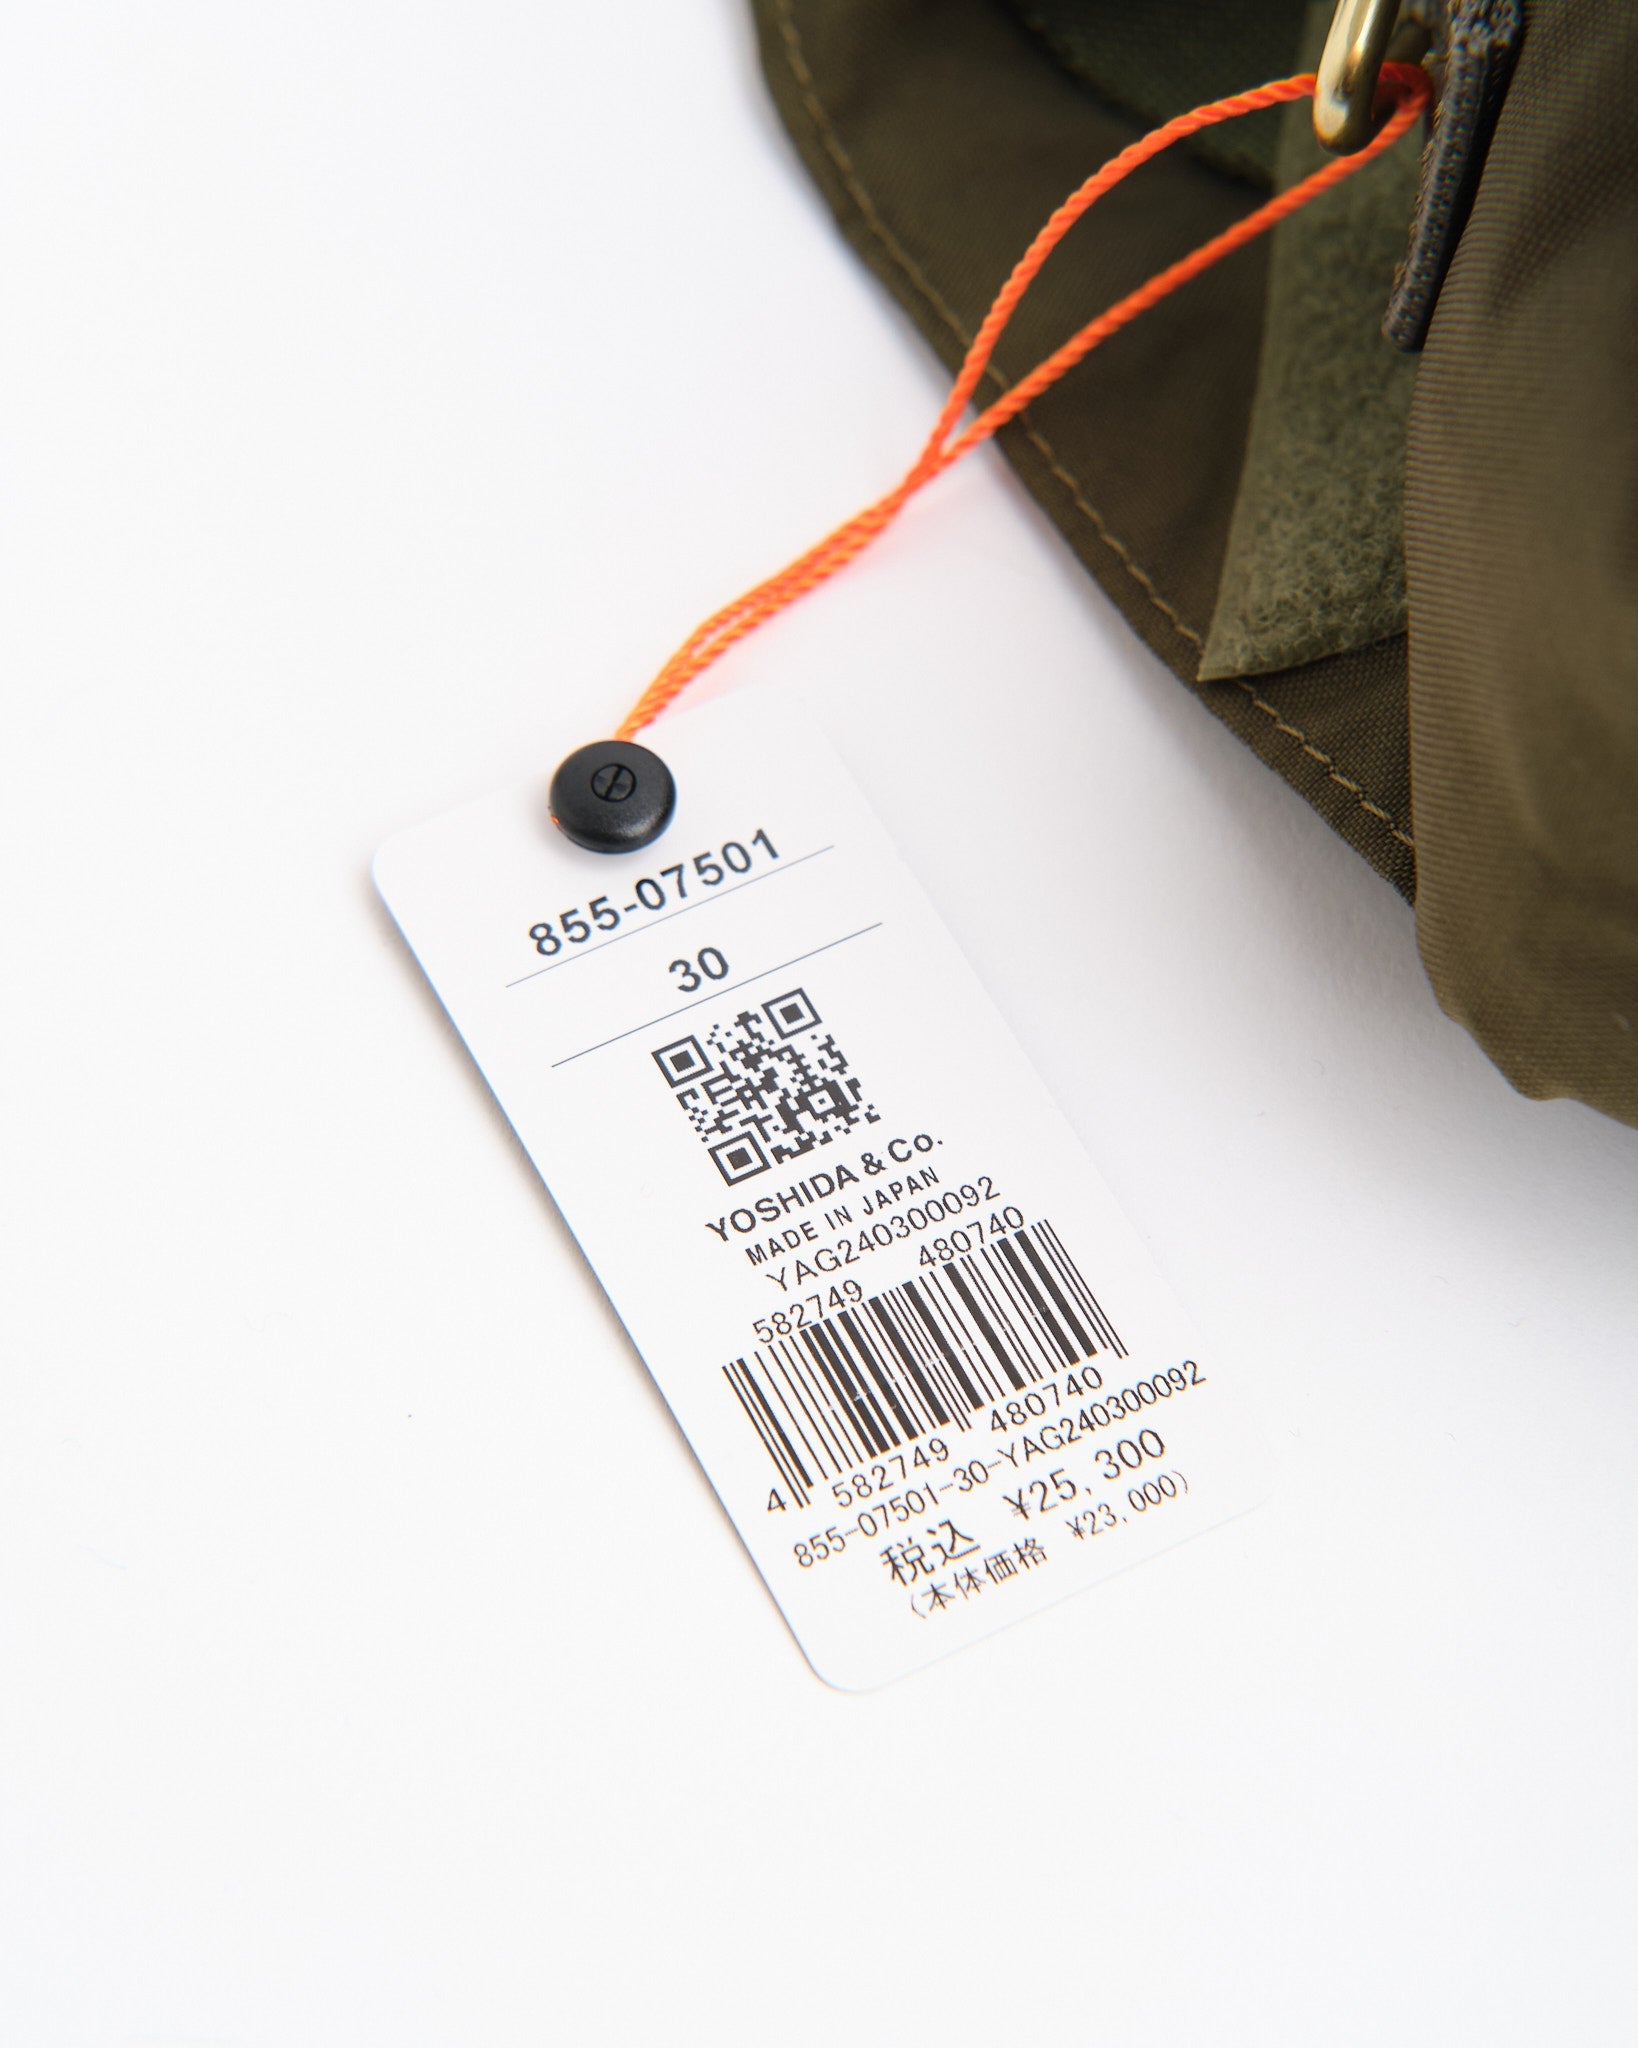 855-07501
30
YOSHIDA & Co.
MADE IN JAPAN
YAG240300092
582749 480740
4 582749 480740
855-07501-30-YAG240300092
税込 ¥25,300
(本体価格 ¥23,000)